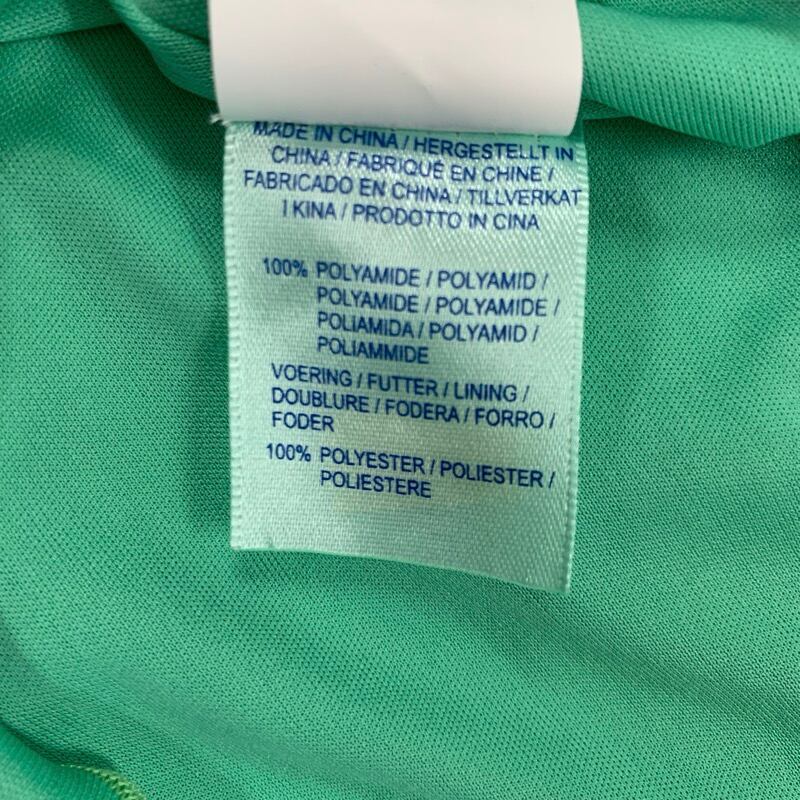 MADE IN CHINA / HERGESTELLT IN
CHINA / FABRIQUÉ EN CHINE /
FABRICADO EN CHINA / TILLVERKAT
I KINA / PRODOTTO IN CINA
100% POLYAMIDE / POLYAMID /
POLYAMIDE / POLYAMIDE /
POLIAMIDA / POLYAMID /
POLIAMMIDE
VOERING / FUTTER / LINING /
DOUBLURE / FODERA / FORRO /
FODER
100% POLYESTER / POLIESTER /
POLIESTERE